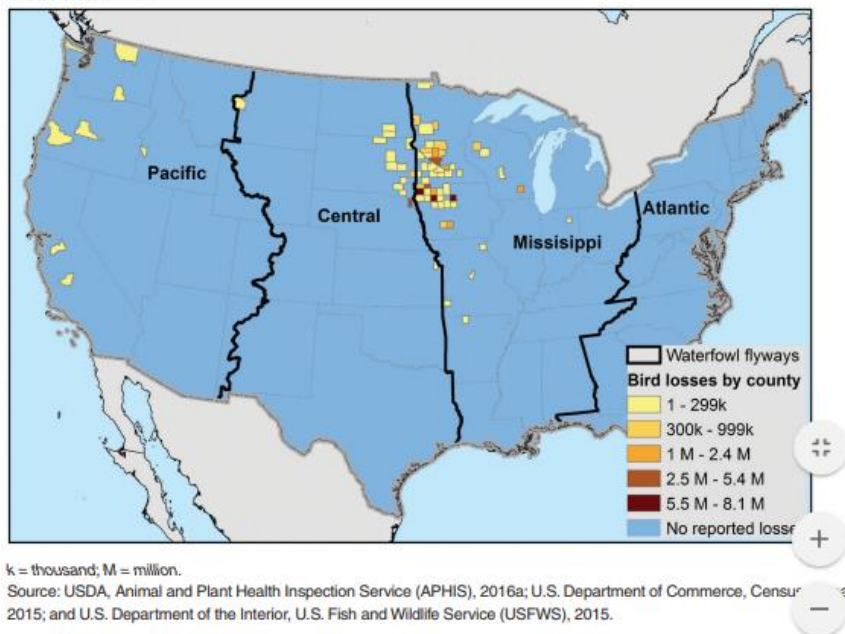 Pacific
Central
Missisippi
Atlantic
Waterfowl flyways
Bird losses by county
1 - 299k
300k - 999k
1 M - 2.4 M
2.5 M - 5.4 M
5.5 M - 8.1 M
No reported losse
k = thousand; M = million.
Source: USDA, Animal and Plant Health Inspection Service (APHIS), 2016a; U.S. Department of Commerce, Census
2015; and U.S. Department of the Interior, U.S. Fish and Wildlife Service (USFWS), 2015.